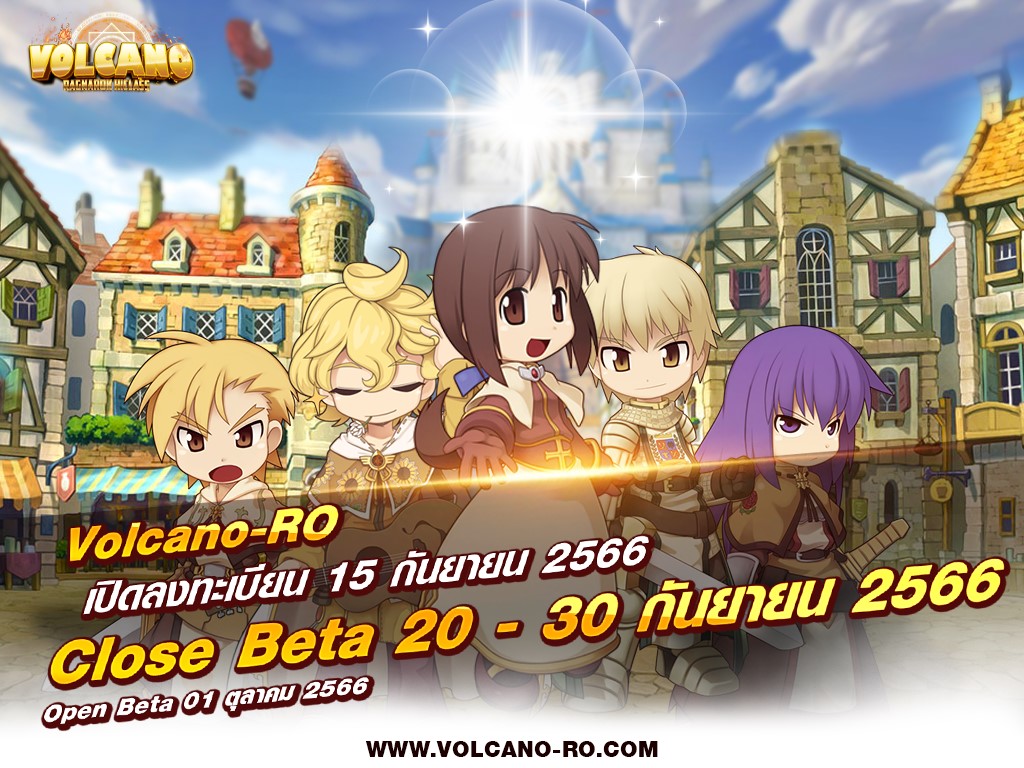 VOLCANO
RAGNAROK HICLASS
Volcano-RO
เปิดลงทะเบียน 15 กันยายน 2566
Close Beta 20 - 30 กันยายน 2566
Open Beta 01 ตุลาคม 2566
WWW.VOLCANO-RO.COM